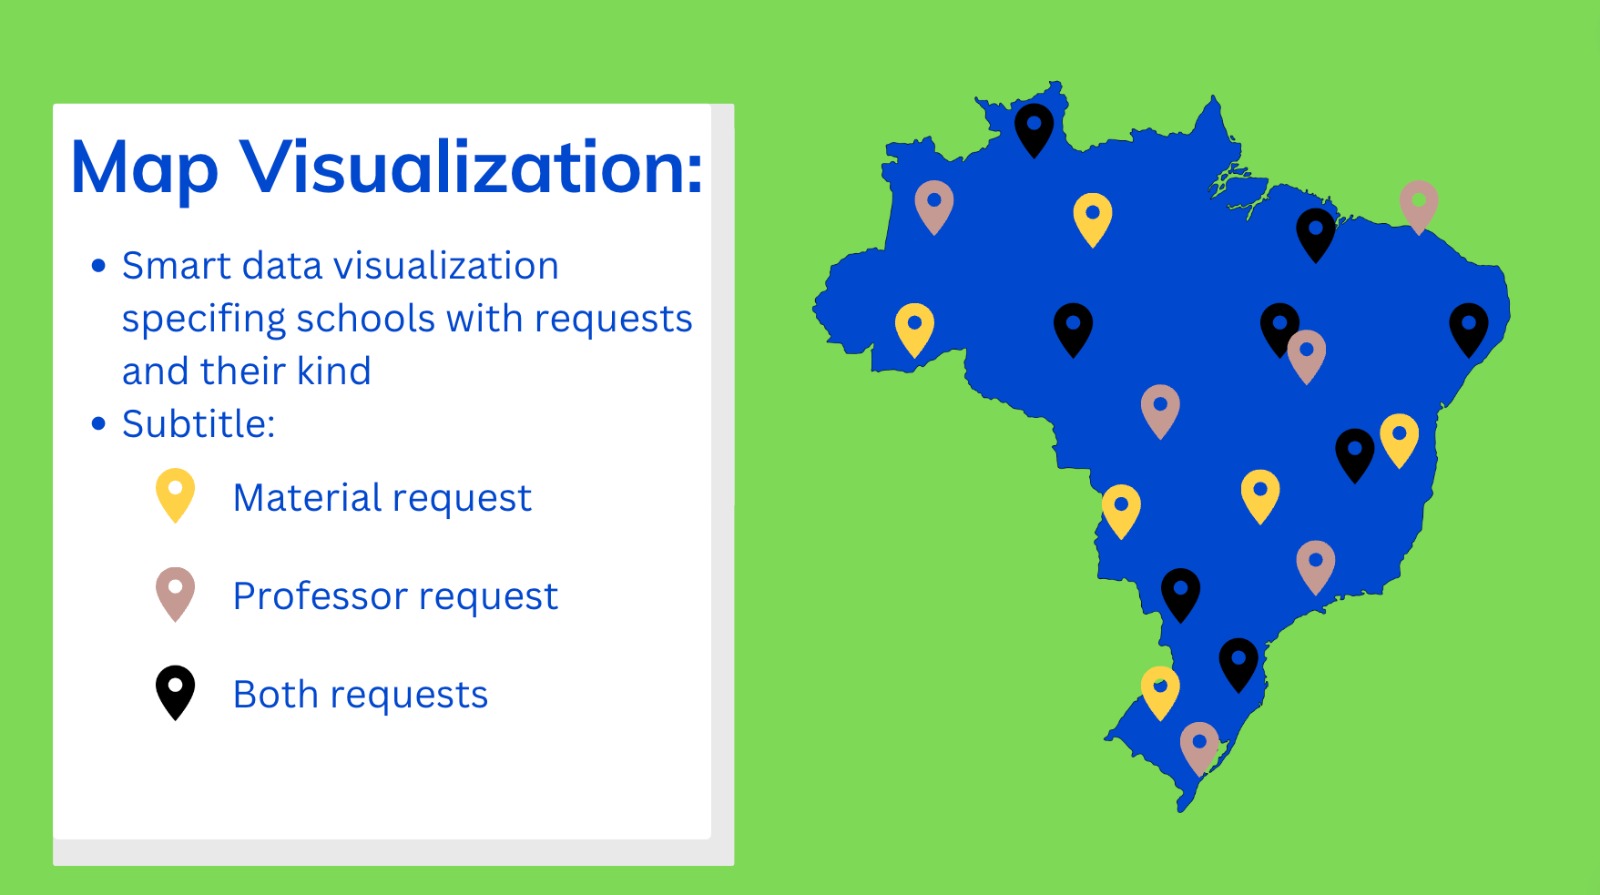 Map Visualization:
Smart data visualization
specifing schools with requests
and their kind
Subtitle:
Material request
Professor request
Both requests